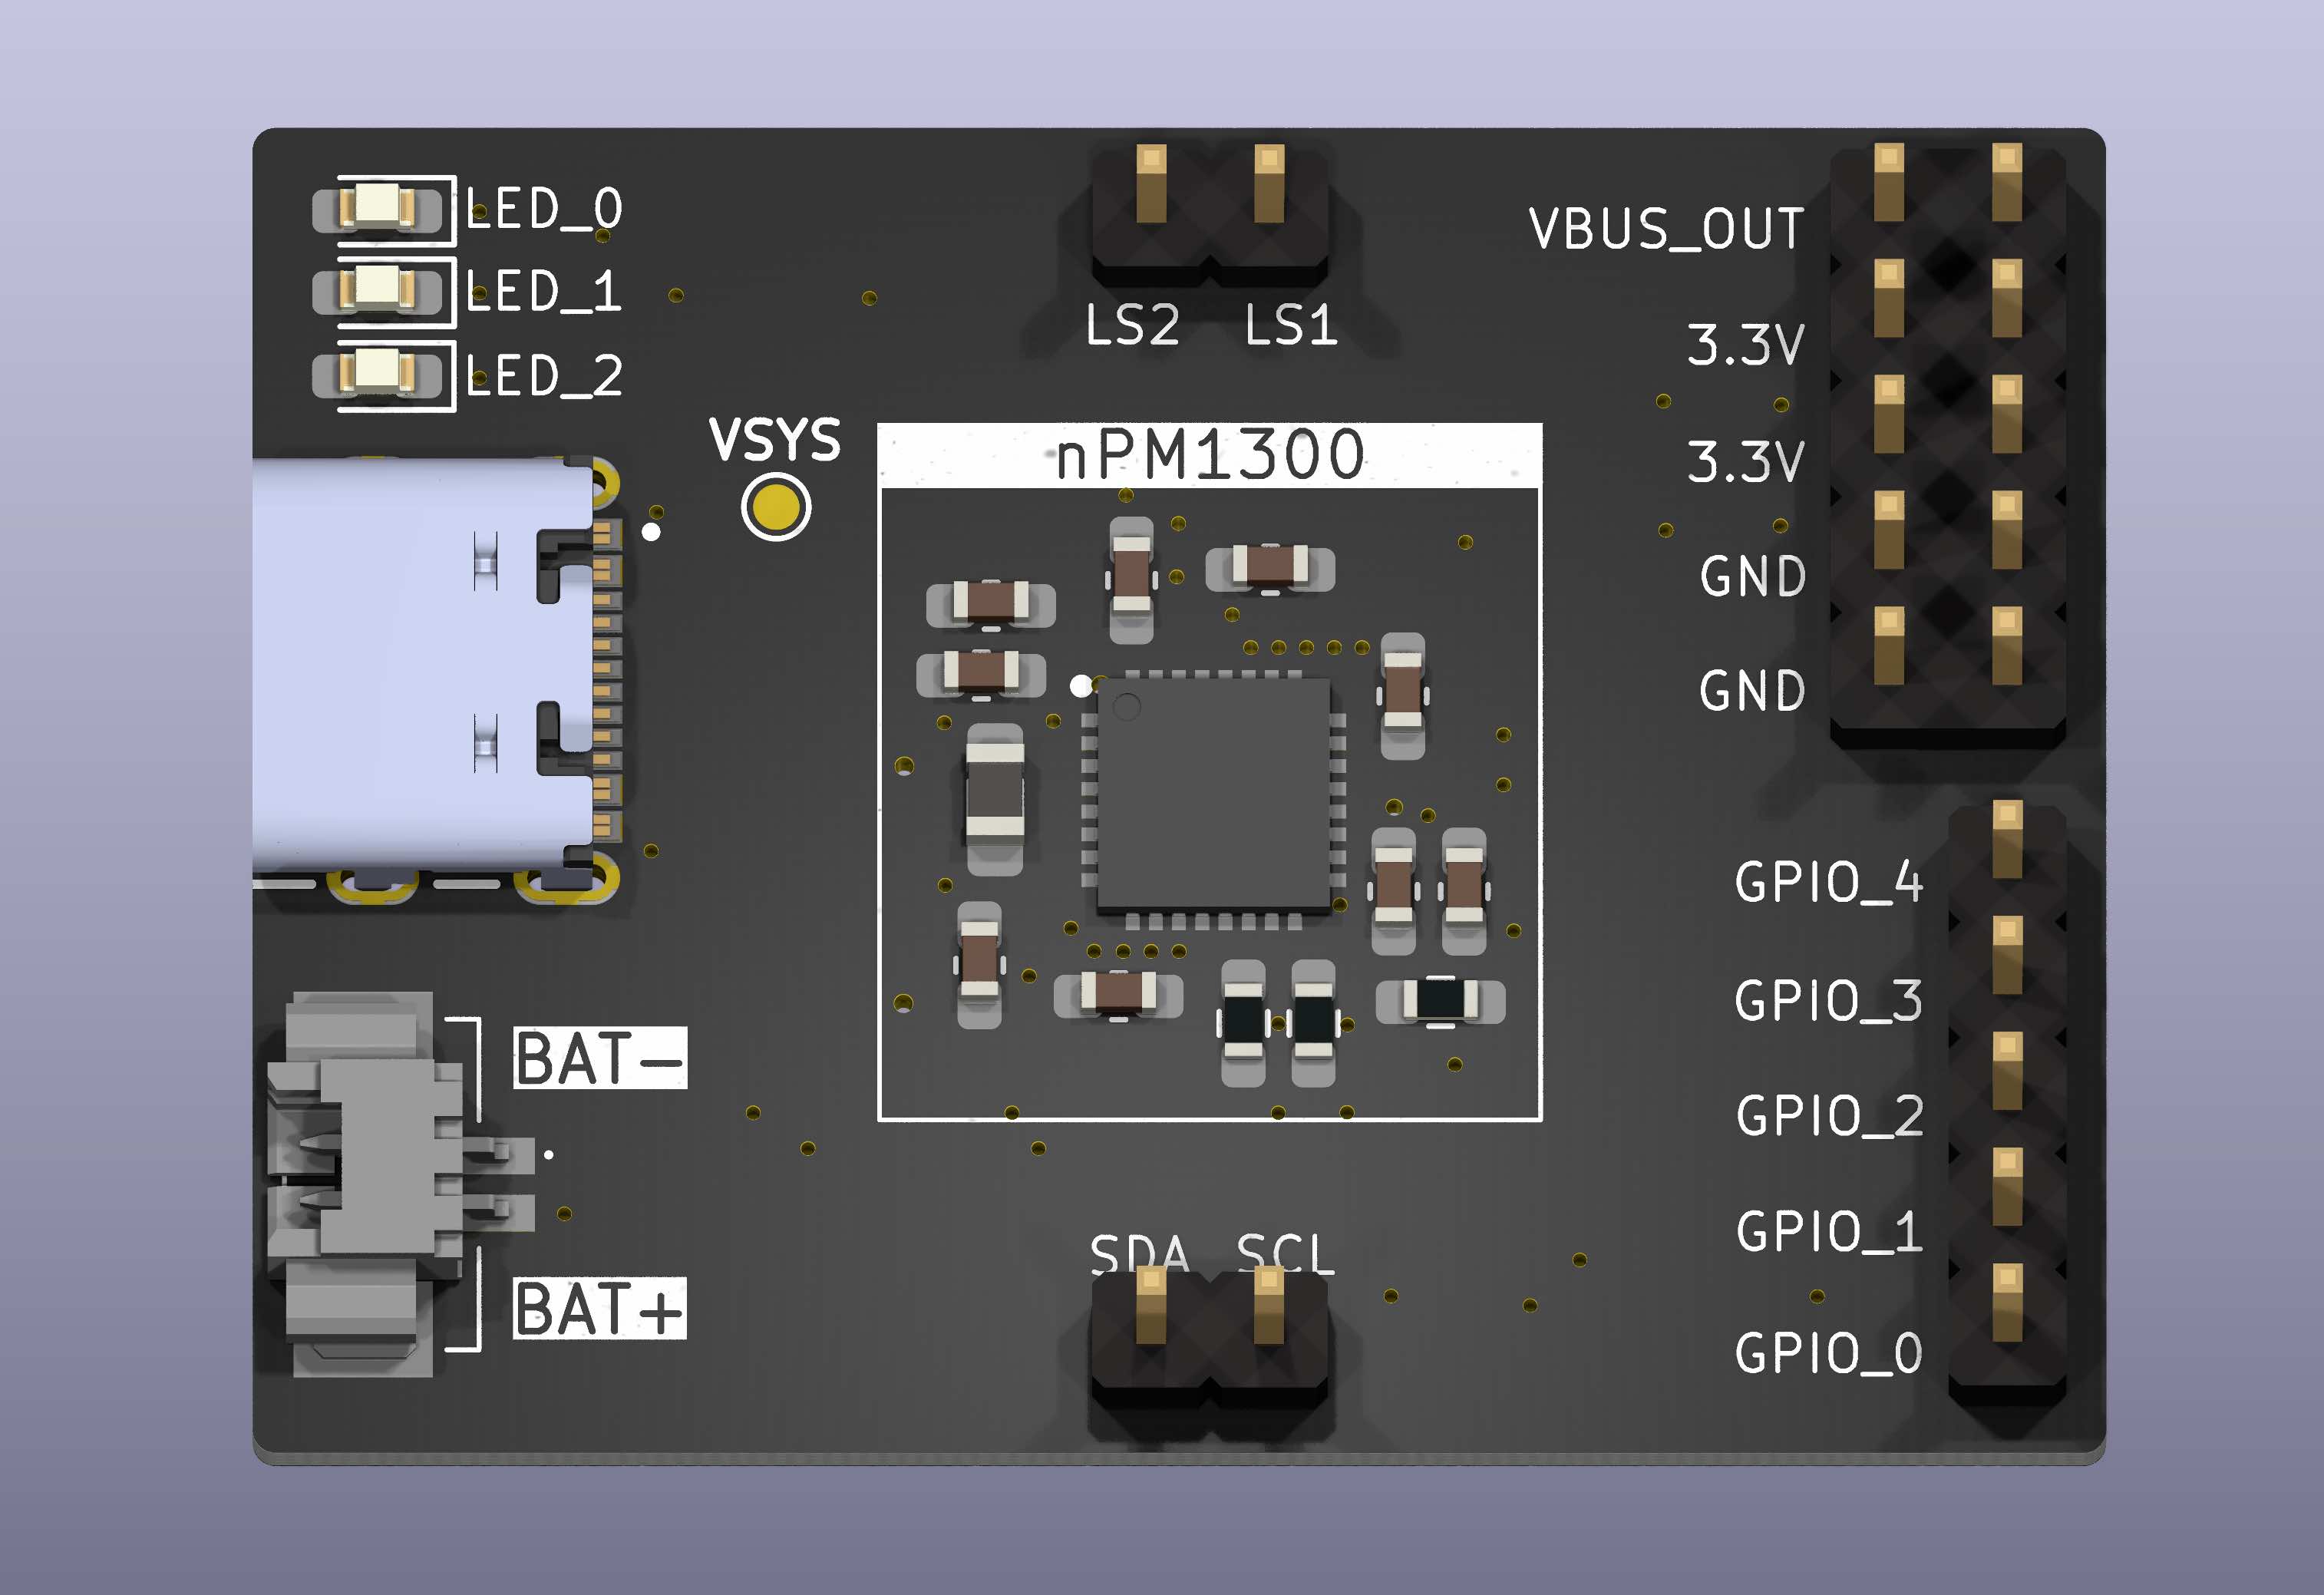 LED_0
LED_1
LED_2
LS2 LS1
VBUS_OUT
3.3V
3.3V
GND
GND
VSYS
nPM1300
GPIO_4
GPIO_3
GPIO_2
GPIO_1
GPIO_0
BAT-
BAT+
SDA SCL